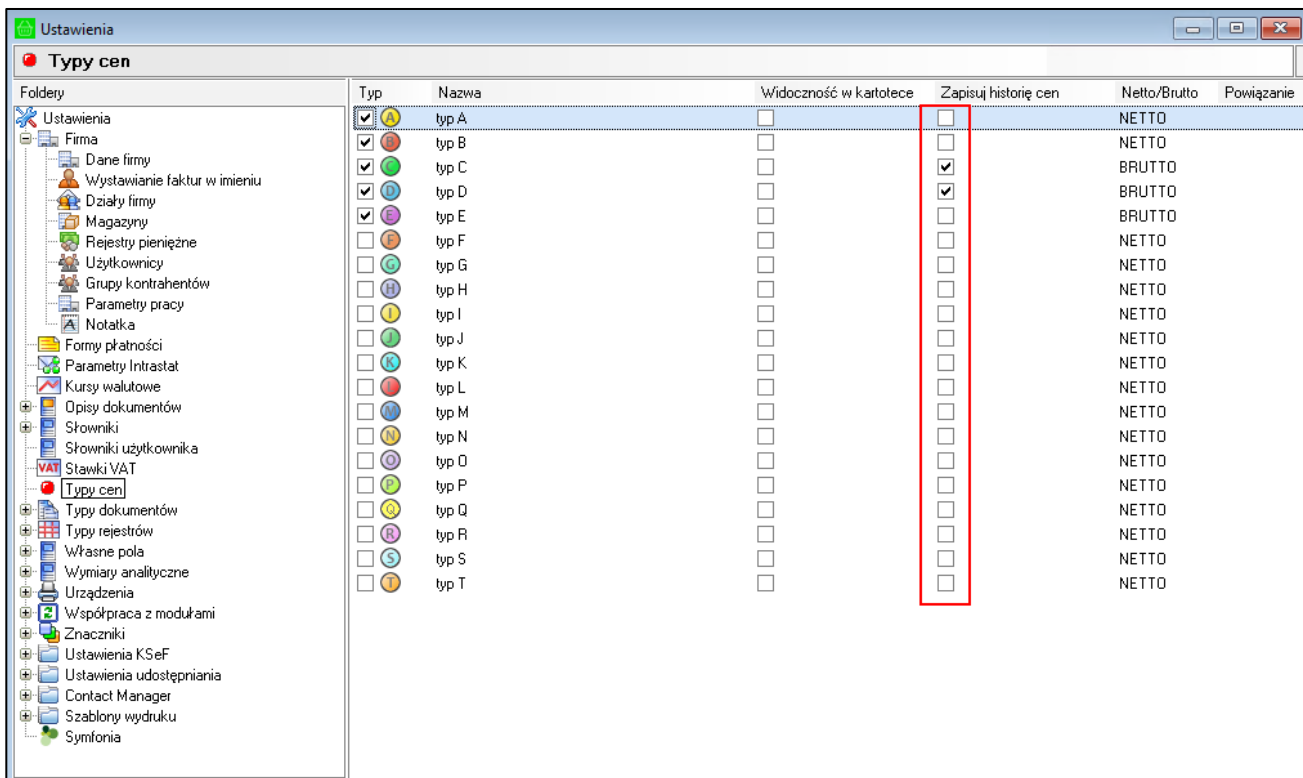 Ustawienia
Typy cen
Foldery
Ustawienia
Firma
Dane firmy
Wystawianie faktur w imieniu
Działy firmy
Magazyny
Rejestry pieniężne
Użytkownicy
Grupy kontrahentów
Parametry pracy
Notatka
Formy płatności
Parametry Intrastat
Kursy walutowe
Opisy dokumentów
Słowniki
Słowniki użytkownika
VAT Stawki VAT
Typy cen
Typy dokumentów
Typy rejestrów
Własne pola
Wymiary analityczne
Urządzenia
Współpraca z modułami
Znaczniki
Ustawienia KSeF
Ustawienia udostępniania
Contact Manager
Szablony wydruku
Symfonia
Typ Nazwa Widoczność w kartotece Zapisuj historię cen Netto/Brutto Powiązanie
A typ A NETTO
B typ B NETTO
C typ C BRUTTO
D typ D BRUTTO
E typ E BRUTTO
F typ F NETTO
G typ G NETTO
H typ H NETTO
I typ I NETTO
J typ J NETTO
K typ K NETTO
L typ L NETTO
M typ M NETTO
N typ N NETTO
O typ O NETTO
P typ P NETTO
Q typ Q NETTO
R typ R NETTO
S typ S NETTO
T typ T NETTO